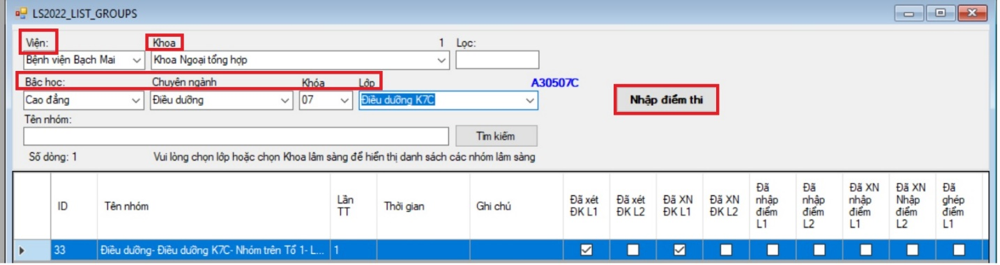 LS2022_LIST_GROUPS
Viện: Khoa 1 Lọc:
Bệnh viện Bạch Mai Khoa Ngoại tổng hợp
Bậc học: Chuyên ngành Khóa Lớp A30507C
Cao đẳng Điều dưỡng 07 Điều dưỡng K7C Nhập điểm thi
Tên nhóm:
Tìm kiếm
Số dòng: 1 Vui lòng chọn lớp hoặc chọn Khoa lâm sàng để hiển thị danh sách các nhóm lâm sàng
ID Tên nhóm Lần TT Thời gian Ghi chú Đã xét ĐK L1 Đã xét ĐK L2 Đã XN ĐK L1 Đã XN ĐK L2 Đã nhập điểm L1 Đã nhập điểm L2 Đã XN nhập điểm L1 Đã XN Nhập điểm L2 Đã ghép điểm L1
33 Điều dưỡng- Điều dưỡng K7C- Nhóm trên Tổ 1- L... 1